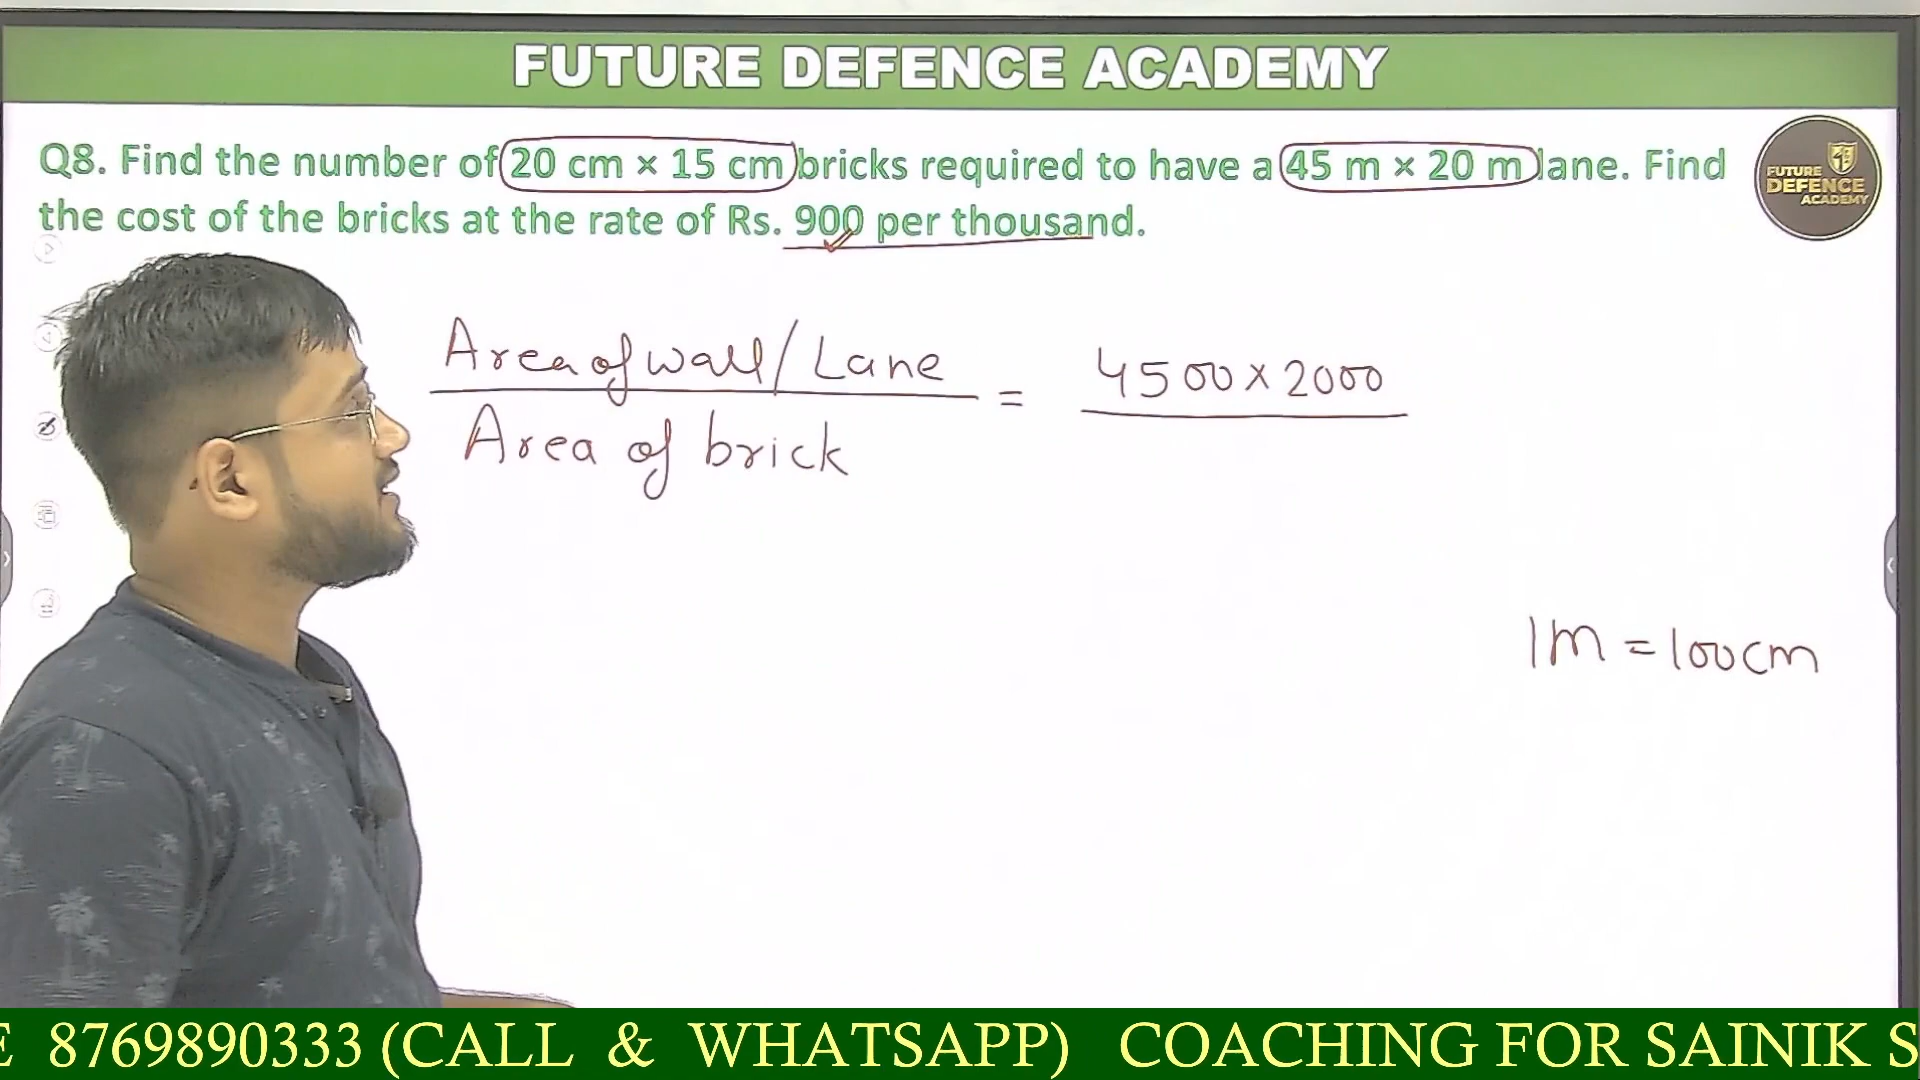 FUTURE DEFENCE ACADEMY
Q8. Find the number of 20 cm × 15 cm bricks required to have a 45 m × 20 m lane. Find
the cost of the bricks at the rate of Rs. 900 per thousand.
FUTURE
DEFENCE
ACADEMY
Area of wall / Lane
Area of brick
=
4500 × 2000
1m = 100cm
E 8769890333 (CALL & WHATSAPP) COACHING FOR SAINIK S